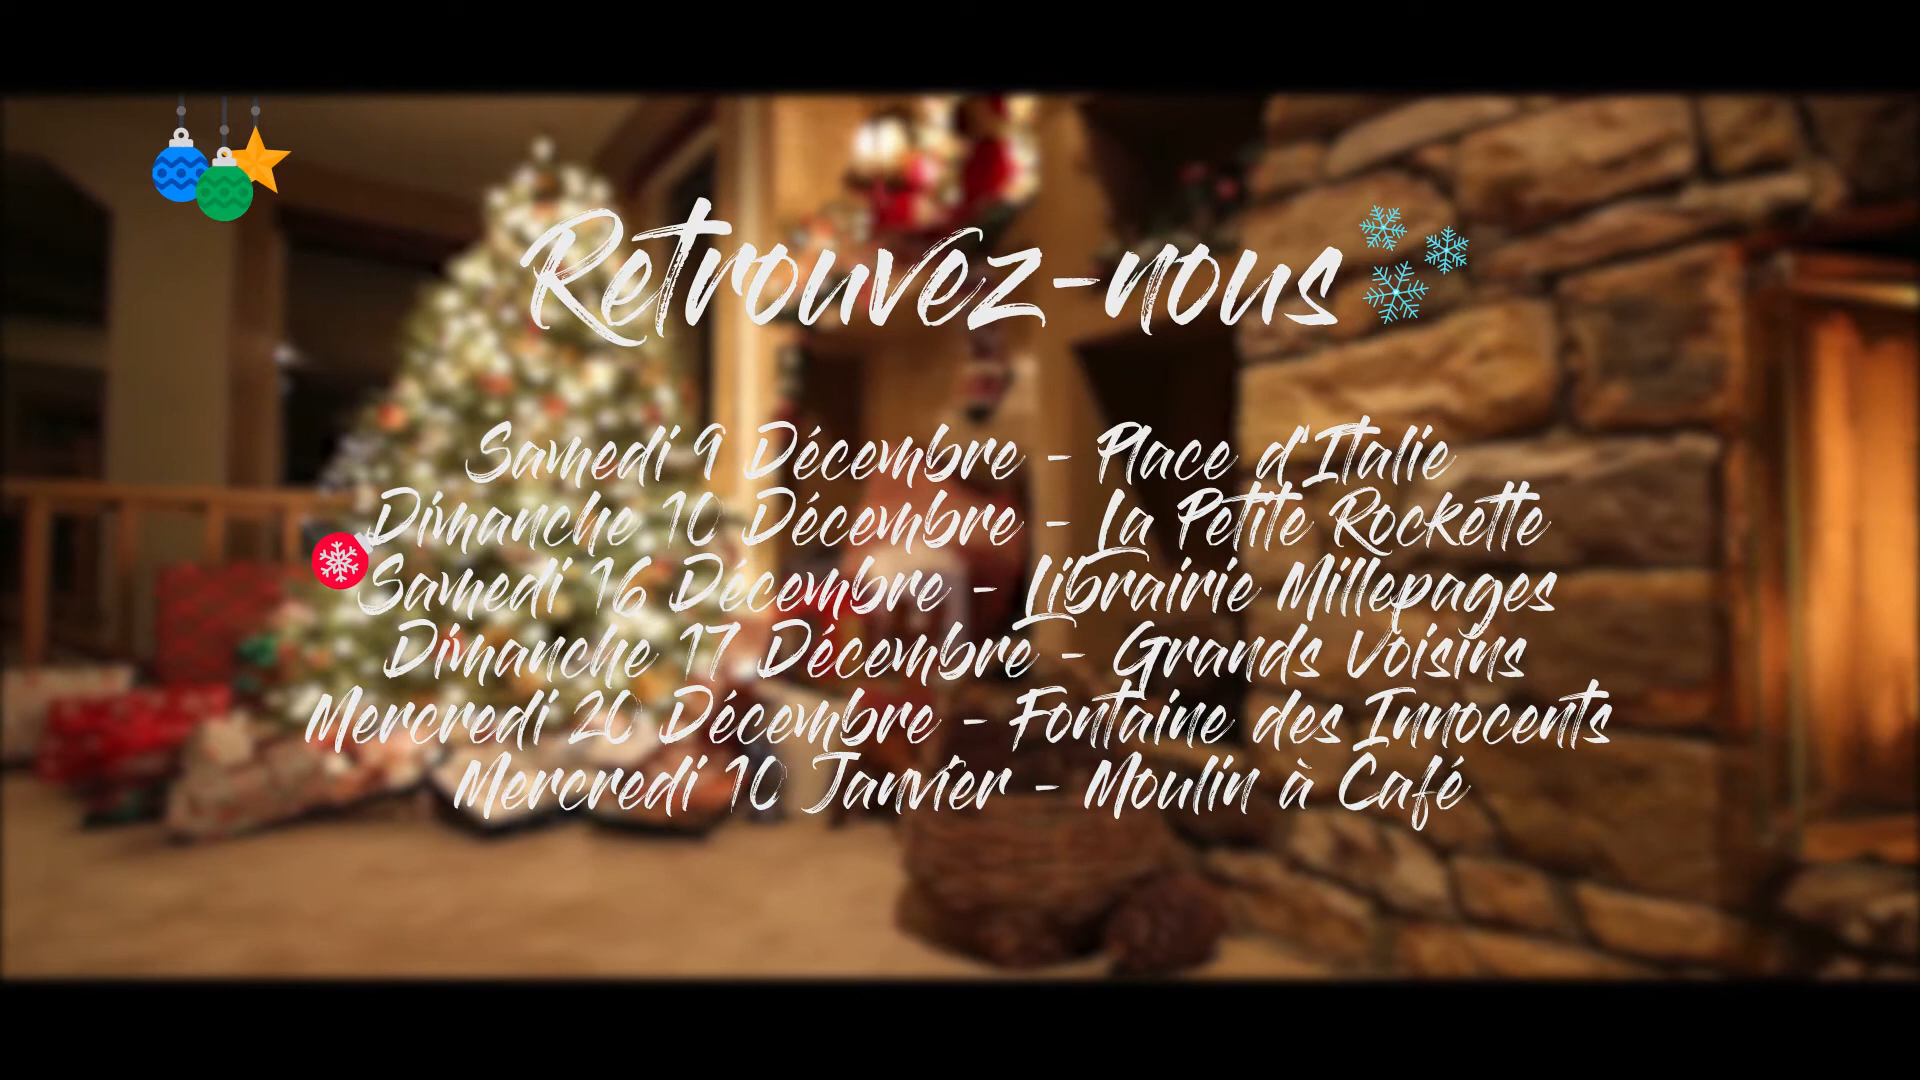 Retrouvez-nous
Samedi 9 Décembre - Place d'Italie
Dimanche 10 Décembre - La Petite Rockette
Samedi 16 Décembre - Librairie Millepages
Dimanche 17 Décembre - Grands Voisins
Mercredi 20 Décembre - Fontaine des Innocents
Mercredi 10 Janvier - Moulin à Café